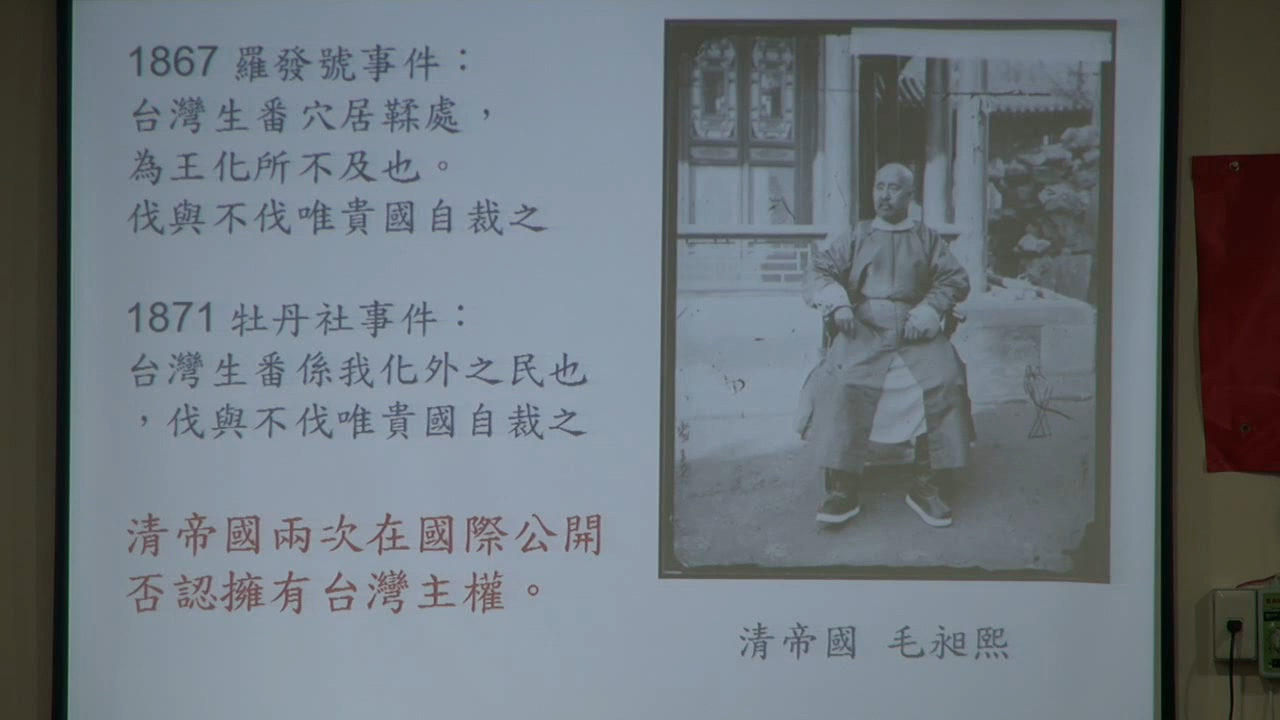 1867 羅發號事件：
台灣生番穴居鞣處，
為王化所不及也。
伐與不伐唯貴國自裁之
1871 牡丹社事件：
台灣生番係我化外之民也
，伐與不伐唯貴國自裁之
清帝國兩次在國際公開
否認擁有台灣主權。
清帝國 毛昶熙